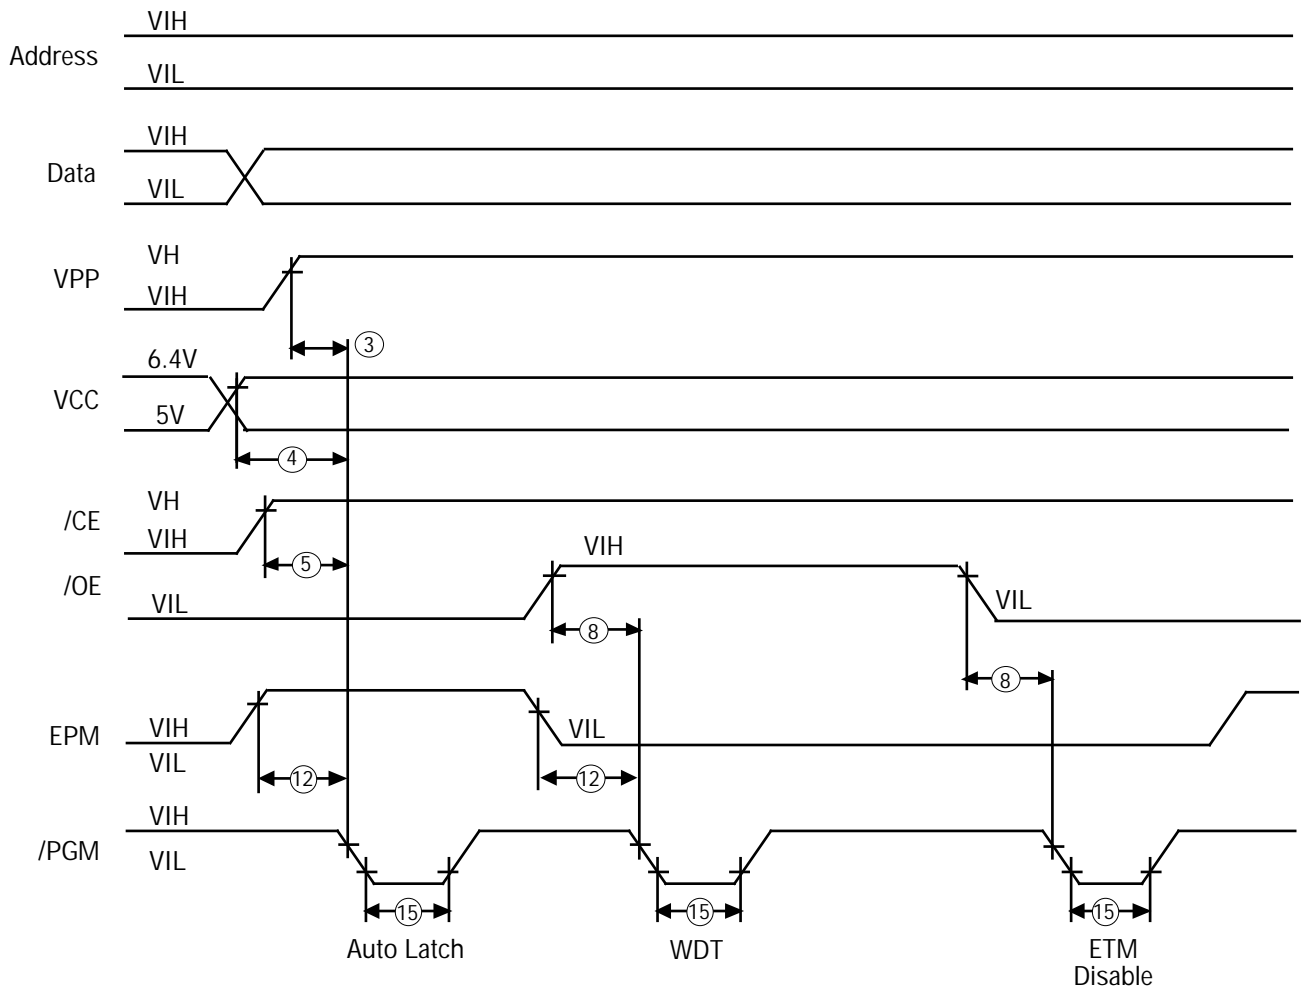 VIH
Address
VIL
VIH
Data
VIL
VH
VPP
VIH
3
6.4V
VCC
5V
4
VH
/CE
VIH
5
VIH
/OE
VIL
VIL
8
8
EPM
VIH
VIL
VIL
12
12
VIH
/PGM
VIL
15
15
15
Auto Latch
WDT
ETM
Disable